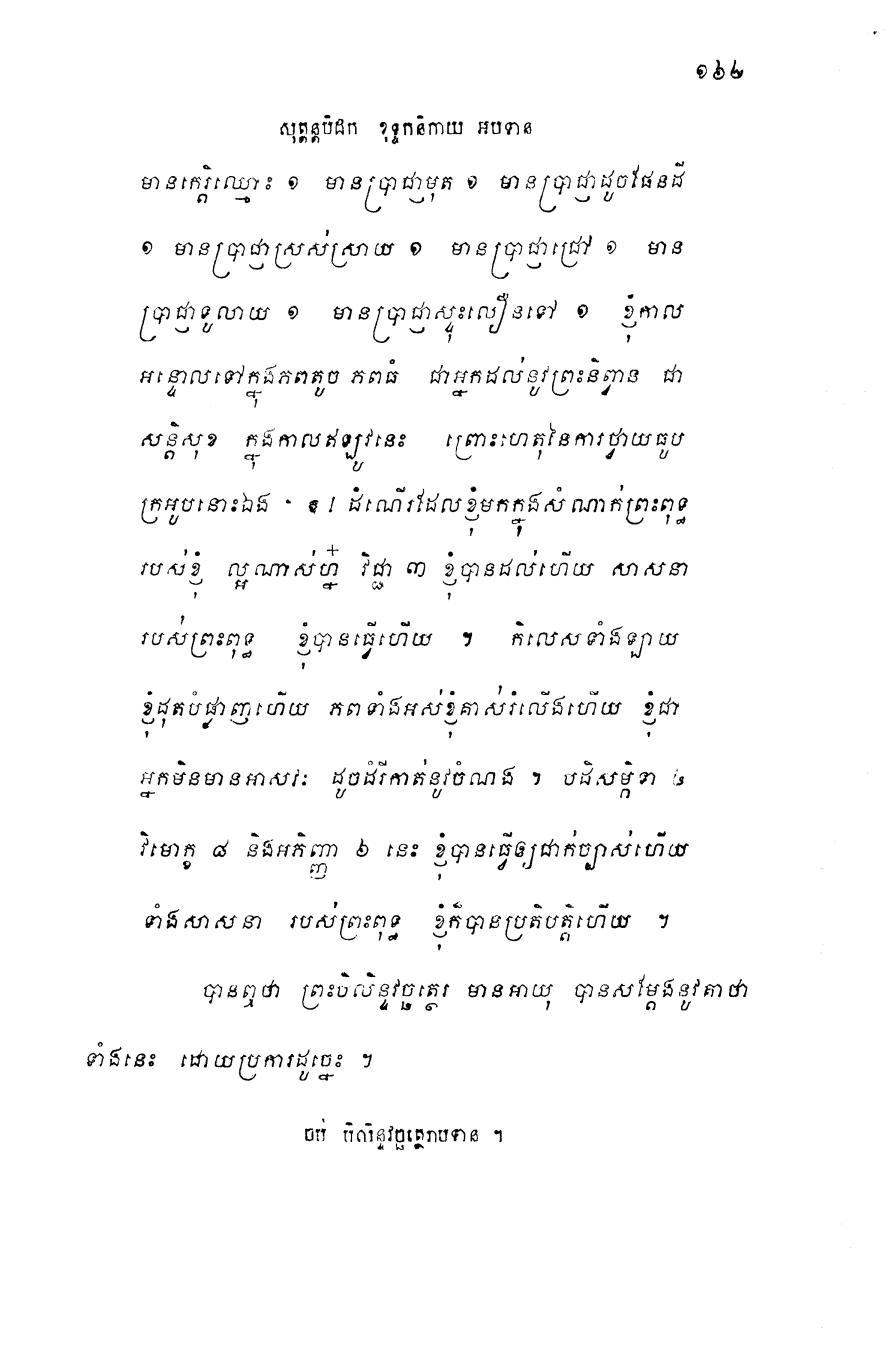 ១៦២
សុត្តន្តបិដក ខុទ្ទកនិកាយ អបទាន
មានកេរ្តិ៍ឈ្មោះ ១ មានប្រាជ្ញាមុត ១ មានប្រាជ្ញាដូចផែនដី
១ មានប្រាជ្ញាស្រស់ស្រាយ ១ មានប្រាជ្ញាជ្រៅ ១ មាន
ប្រាជ្ញាទូលាយ ១ មានប្រាជ្ញាស្ទុះលឿនទៅ ១ ខ្ញុំកាល
អន្ទោលទៅក្នុងភពតូច ភពធំ ជាអ្នកដល់នូវព្រះនិព្វាន ជា
សន្តិសុខ ក្នុងកាលឥឡូវនេះ ព្រោះហេតុនៃការថ្វាយធូប
ក្រអូបនោះឯង ។ ដំណើរដែលខ្ញុំមកក្នុងសំណាក់ព្រះពុទ្ធ
របស់ខ្ញុំ ល្អណាស់ហ្ន៎ វិជ្ជា ៣ ខ្ញុំបានដល់ហើយ សាសនា
របស់ព្រះពុទ្ធ ខ្ញុំបានធ្វើហើយ ។ កិលេសទាំងឡាយ
ខ្ញុំដុតបំផ្លាញហើយ ភពទាំងអស់ខ្ញុំគាស់រំលើងហើយ ខ្ញុំជា
អ្នកមិនមានអាសវៈ ដូចដំរីកាត់នូវចំណង ។ បដិសម្ភិទា ៤
វិមោក្ខ ៨ និងអភិញ្ញា ៦ នេះ ខ្ញុំបានធ្វើឲ្យជាក់ច្បាស់ហើយ
ទាំងសាសនា របស់ព្រះពុទ្ធ ខ្ញុំក៏បានប្រតិបត្តិហើយ ។
បានឮថា ព្រះបិលិន្ទវច្ឆត្ថេរ មានអាយុ បានសម្តែងនូវគាថា
ទាំងនេះ ដោយប្រការដូច្នេះ ។
ចប់ បិលិន្ទវច្ឆត្ថេរាបទាន ។